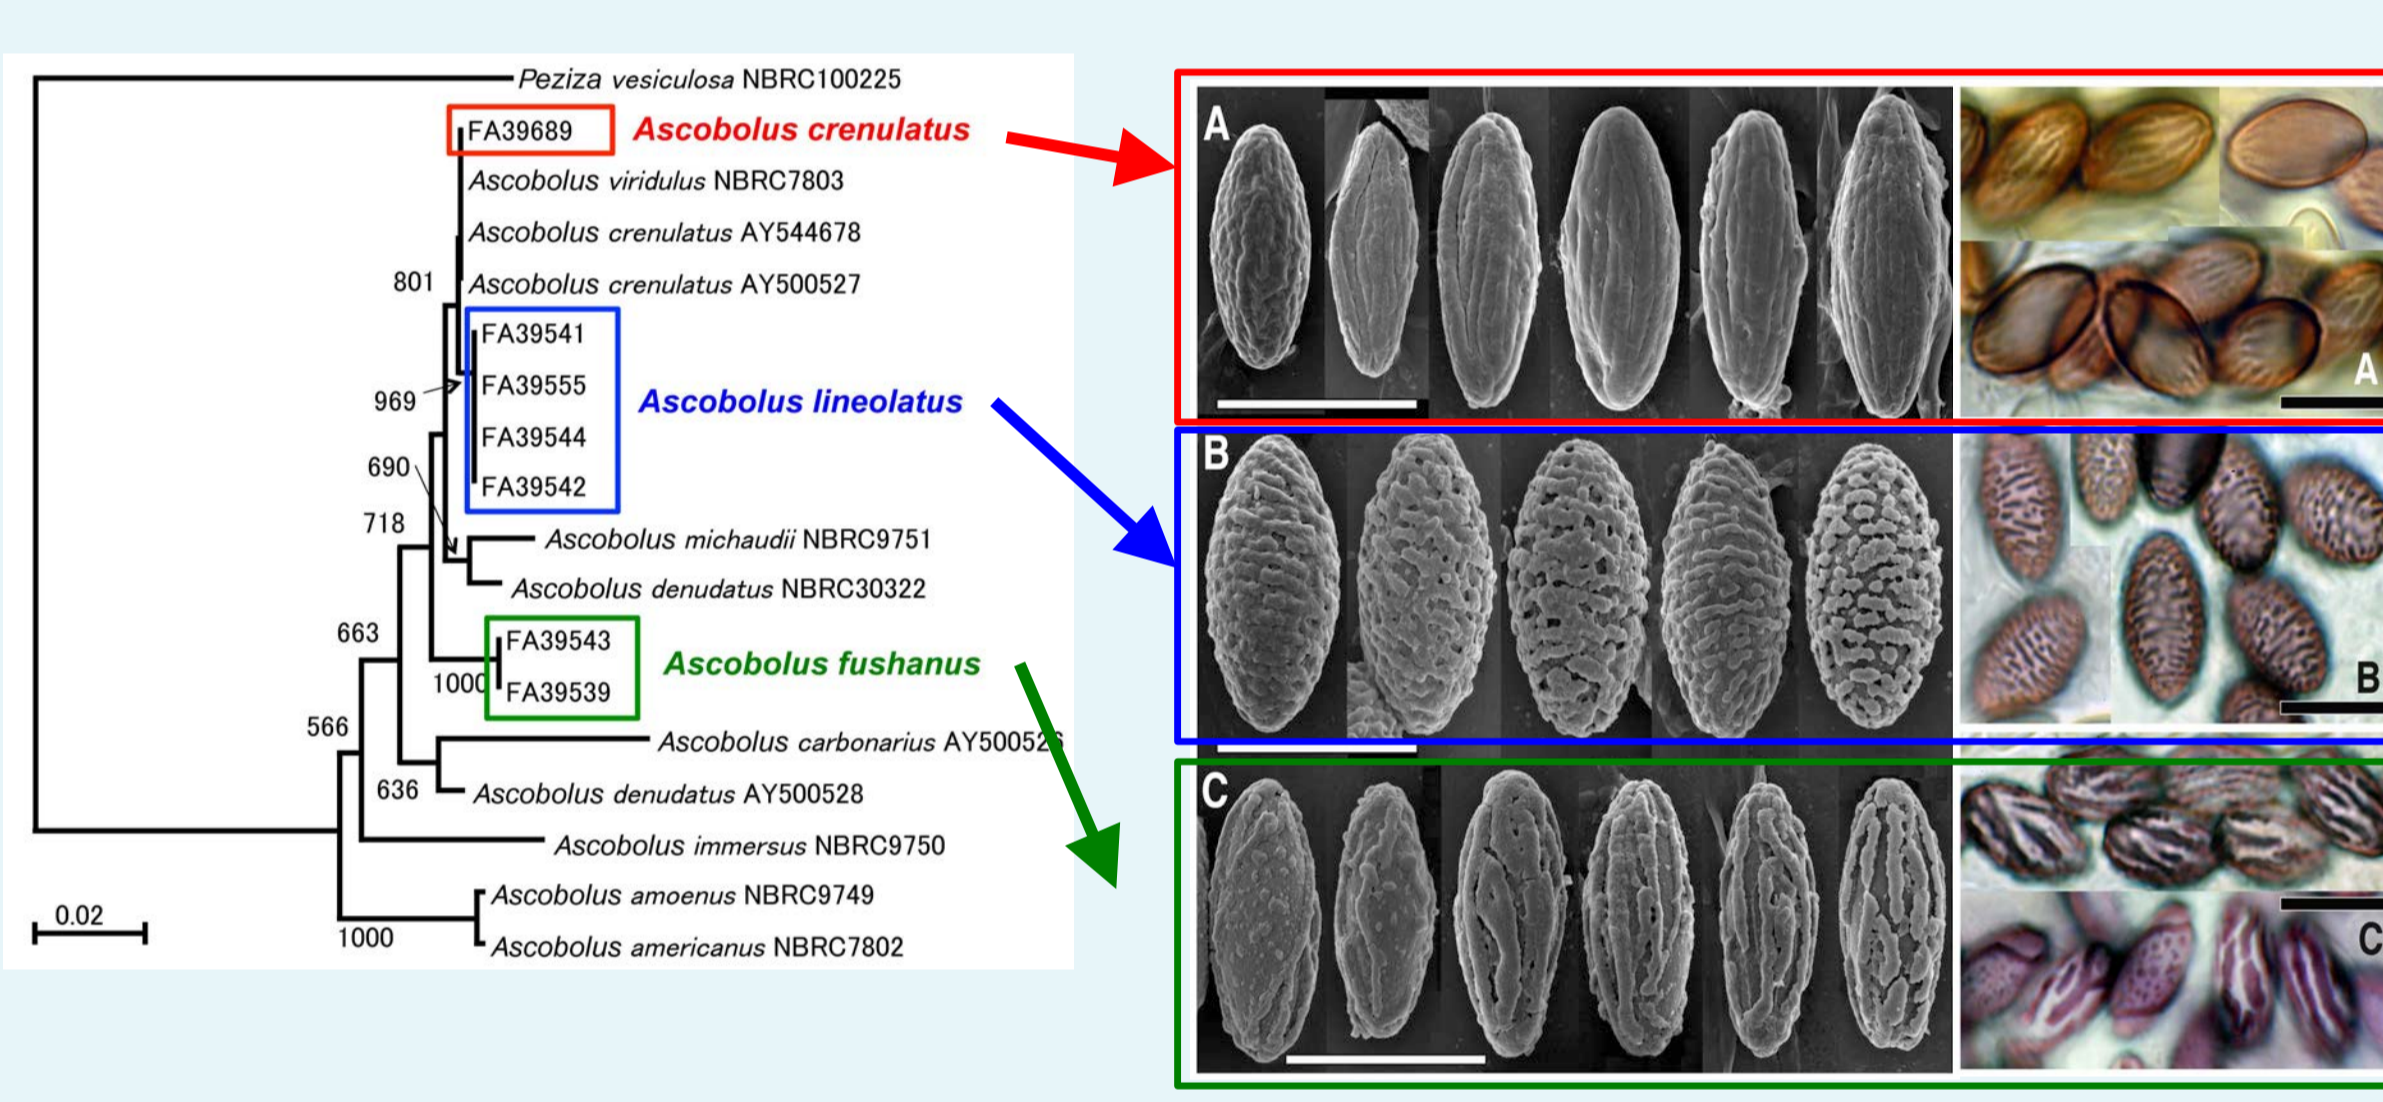 Peziza vesiculosa NBRC100225
FA39689
Ascobolus crenulatus
Ascobolus viridulus NBRC7803
Ascobolus crenulatus AY544678
801
Ascobolus crenulatus AY500527
FA39541
FA39555
969
Ascobolus lineolatus
FA39544
690
FA39542
718
Ascobolus michaudii NBRC9751
Ascobolus denudatus NBRC30322
663
FA39543
Ascobolus fushanus
1000
FA39539
566
Ascobolus carbonarius AY500526
636
Ascobolus denudatus AY500528
Ascobolus immersus NBRC9750
Ascobolus amoenus NBRC9749
0.02
1000
Ascobolus americanus NBRC7802
A
A
B
B
C
C